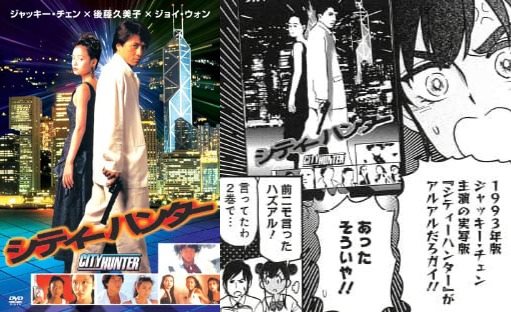 ジャッキー・チェン×後藤久美子×ジョイ・ウォン
シティーハンター
CITYHUNTER
DVD
シティーハンター
CITYHUNTER
1993年版
ジャッキー・チェン
主演の実写版
『シティーハンター』が
アルアルだろガイ!!
あった
そういや!!
前ニモ言った
ハズアル!
言ってたわ
2巻で…